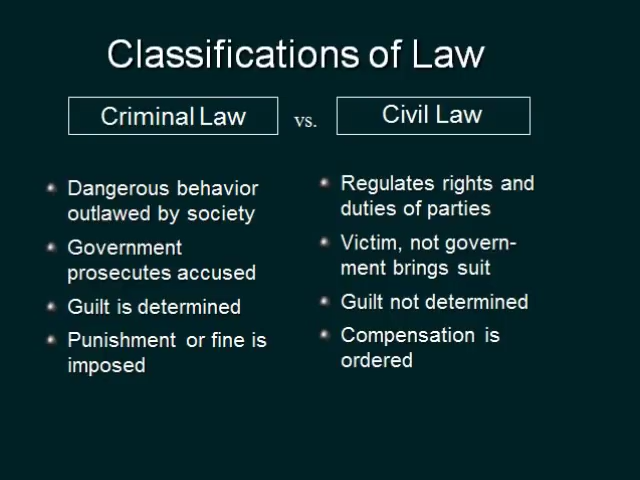 Classifications of Law
Criminal Law
vs.
Civil Law
Dangerous behavior
outlawed by society
Government
prosecutes accused
Guilt is determined
Punishment or fine is
imposed
Regulates rights and
duties of parties
Victim, not govern-
ment brings suit
Guilt not determined
Compensation is
ordered